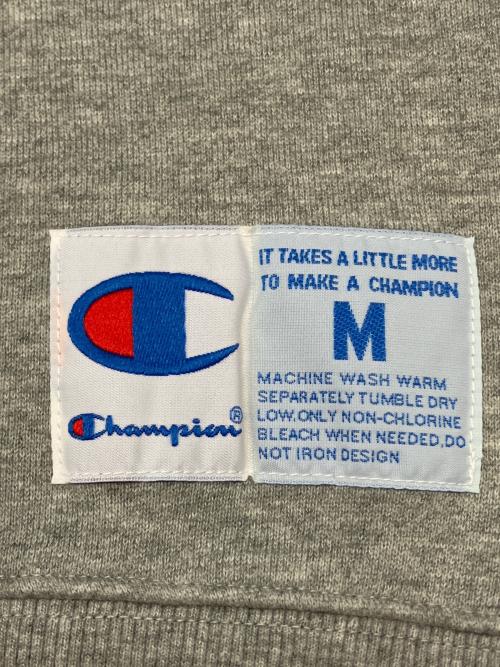 Champion®
IT TAKES A LITTLE MORE
TO MAKE A CHAMPION
M
MACHINE WASH WARM
SEPARATELY TUMBLE DRY
LOW.ONLY NON-CHLORINE
BLEACH WHEN NEEDED,DO
NOT IRON DESIGN